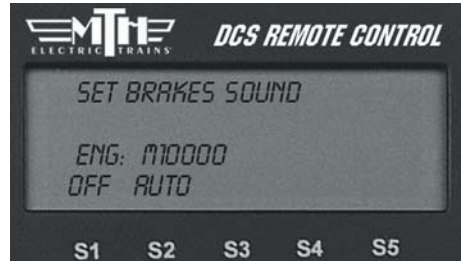 MTH
ELECTRIC TRAINS
DCS REMOTE CONTROL
SET BRAKES SOUND
ENG: M10000
OFF AUTO
S1 S2 S3 S4 S5